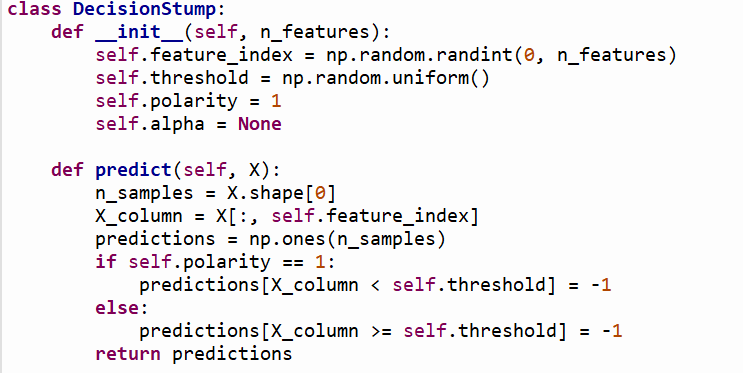 class DecisionStump:
    def __init__(self, n_features):
        self.feature_index = np.random.randint(0, n_features)
        self.threshold = np.random.uniform()
        self.polarity = 1
        self.alpha = None

    def predict(self, X):
        n_samples = X.shape[0]
        X_column = X[:, self.feature_index]
        predictions = np.ones(n_samples)
        if self.polarity == 1:
            predictions[X_column < self.threshold] = -1
        else:
            predictions[X_column >= self.threshold] = -1
        return predictions